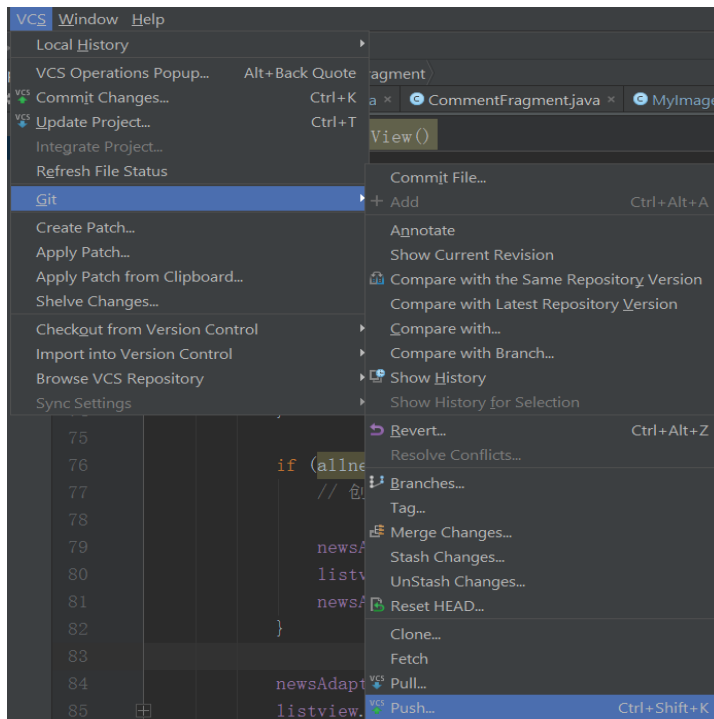 VCS Window Help
Local History
VCS Operations Popup... Alt+Back Quote
Commit Changes... Ctrl+K
Update Project... Ctrl+T
Integrate Project...
Refresh File Status
Git
Create Patch...
Apply Patch...
Apply Patch from Clipboard...
Shelve Changes...
Checkout from Version Control
Import into Version Control
Browse VCS Repository
Sync Settings
agment
a × CommentFragment.java × MyImage
View()
Commit File...
+ Add Ctrl+Alt+A
Annotate
Show Current Revision
Compare with the Same Repository Version
Compare with Latest Repository Version
Compare with...
Compare with Branch...
Show History
Show History for Selection
Revert... Ctrl+Alt+Z
Resolve Conflicts...
Branches...
Tag...
Merge Changes...
Stash Changes...
UnStash Changes...
Reset HEAD...
Clone...
Fetch
VCS Pull...
VCS Push... Ctrl+Shift+K
75
76 if (allne
77 // 创
78
79 newsA
80 listv
81 newsA
82 }
83
84 newsAdapt
85 listview.